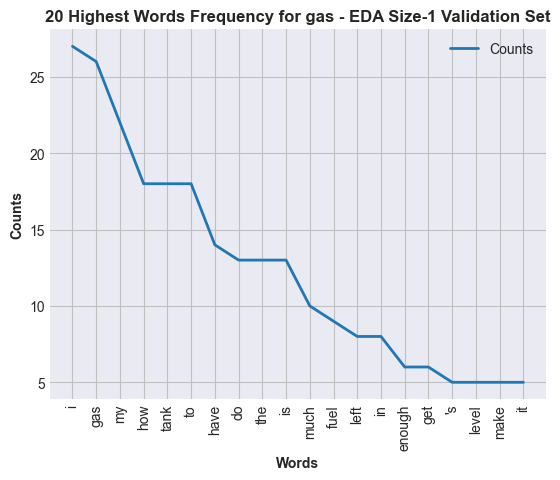 20 Highest Words Frequency for gas - EDA Size-1 Validation Set
Counts
25
20
15
10
5
Counts
i
gas
my
how
tank
to
have
do
the
is
much
fuel
left
in
enough
get
's
level
make
it
Words